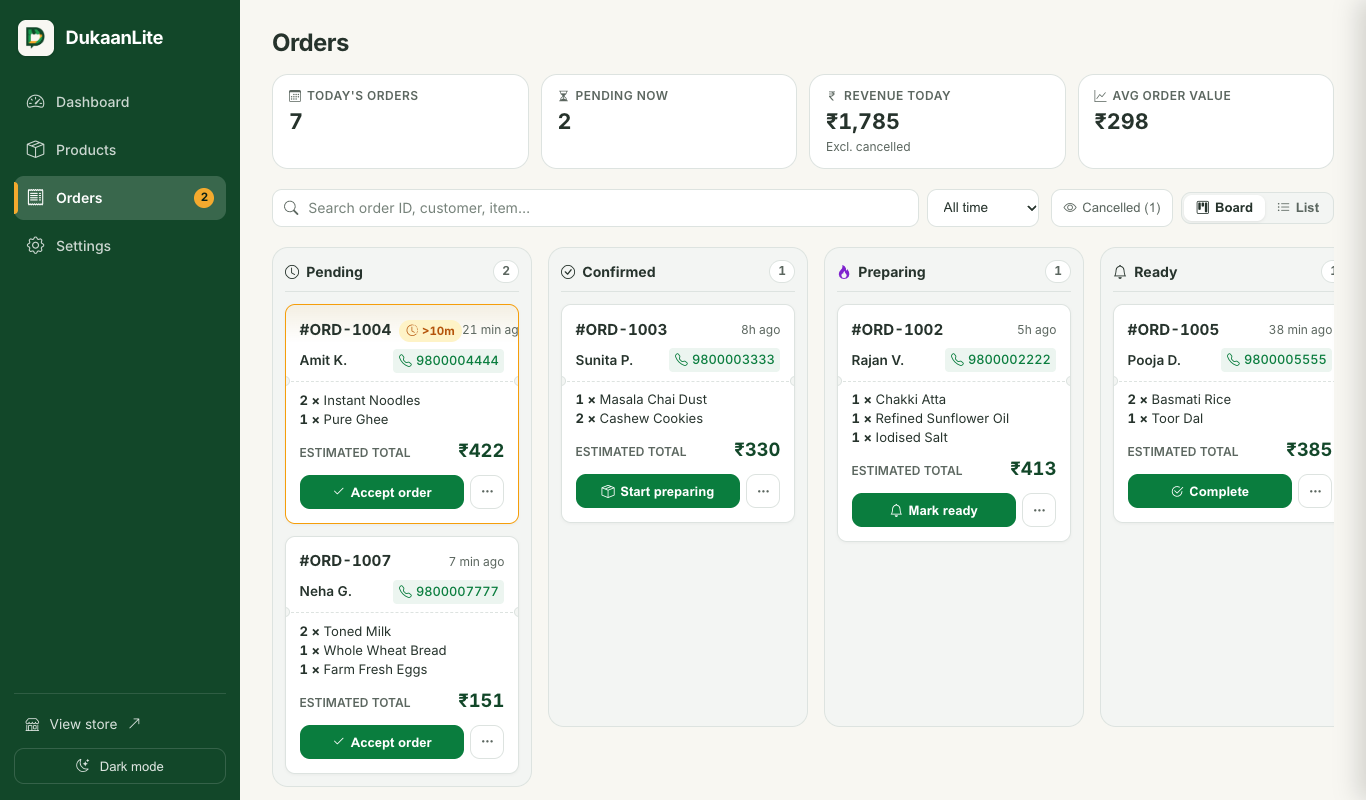 DukaanLite
Dashboard
Products
Orders 2
Settings
View store
Dark mode
Orders
TODAY'S ORDERS
7
PENDING NOW
2
₹ REVENUE TODAY
₹1,785
Excl. cancelled
AVG ORDER VALUE
₹298
Search order ID, customer, item...
All time
Cancelled (1)
Board
List
Pending 2
#ORD-1004 >10m 21 min ag
Amit K. 9800004444
2 × Instant Noodles
1 × Pure Ghee
ESTIMATED TOTAL ₹422
Accept order ...
#ORD-1007 7 min ago
Neha G. 9800007777
2 × Toned Milk
1 × Whole Wheat Bread
1 × Farm Fresh Eggs
ESTIMATED TOTAL ₹151
Accept order ...
Confirmed 1
#ORD-1003 8h ago
Sunita P. 9800003333
1 × Masala Chai Dust
2 × Cashew Cookies
ESTIMATED TOTAL ₹330
Start preparing ...
Preparing 1
#ORD-1002 5h ago
Rajan V. 9800002222
1 × Chakki Atta
1 × Refined Sunflower Oil
1 × Iodised Salt
ESTIMATED TOTAL ₹413
Mark ready ...
Ready 1
#ORD-1005 38 min ago
Pooja D. 9800005555
2 × Basmati Rice
1 × Toor Dal
ESTIMATED TOTAL ₹385
Complete ...